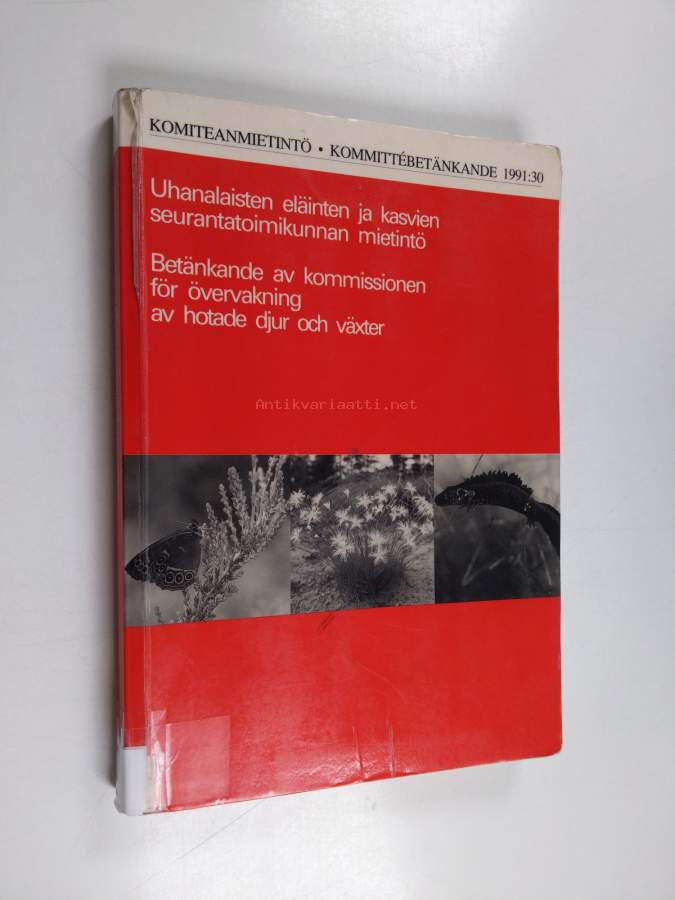 KOMITEANMIETINTÖ • KOMMITTÉBETÄNKANDE 1991:30
Uhanalaisten eläinten ja kasvien
seurantatoimikunnan mietintö
Betänkande av kommissionen
för övervakning
av hotade djur och växter
Antikvariaatti.net